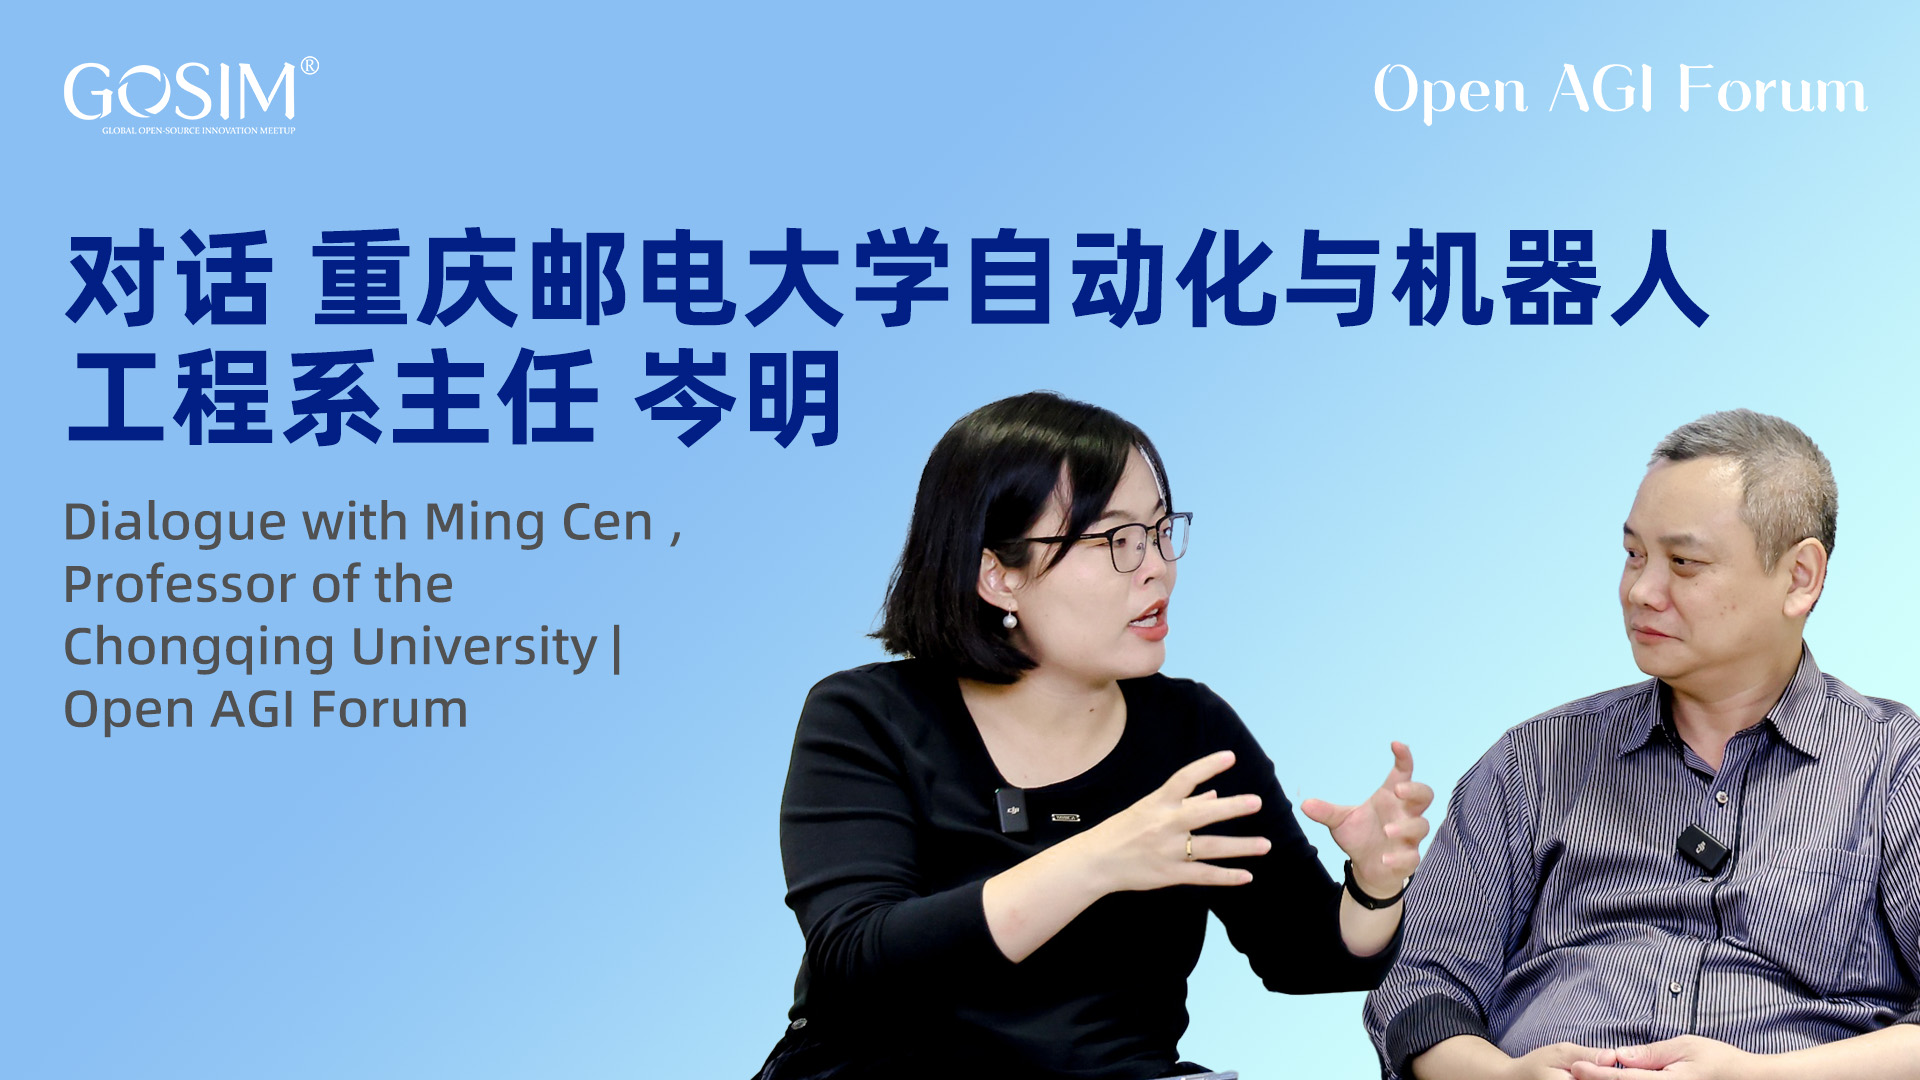 GOSIM®
GLOBAL OPEN-SOURCE INNOVATION MEETUP
Open AGI Forum
对话 重庆邮电大学自动化与机器人
工程系主任 岑明
Dialogue with Ming Cen ,
Professor of the
Chongqing University |
Open AGI Forum